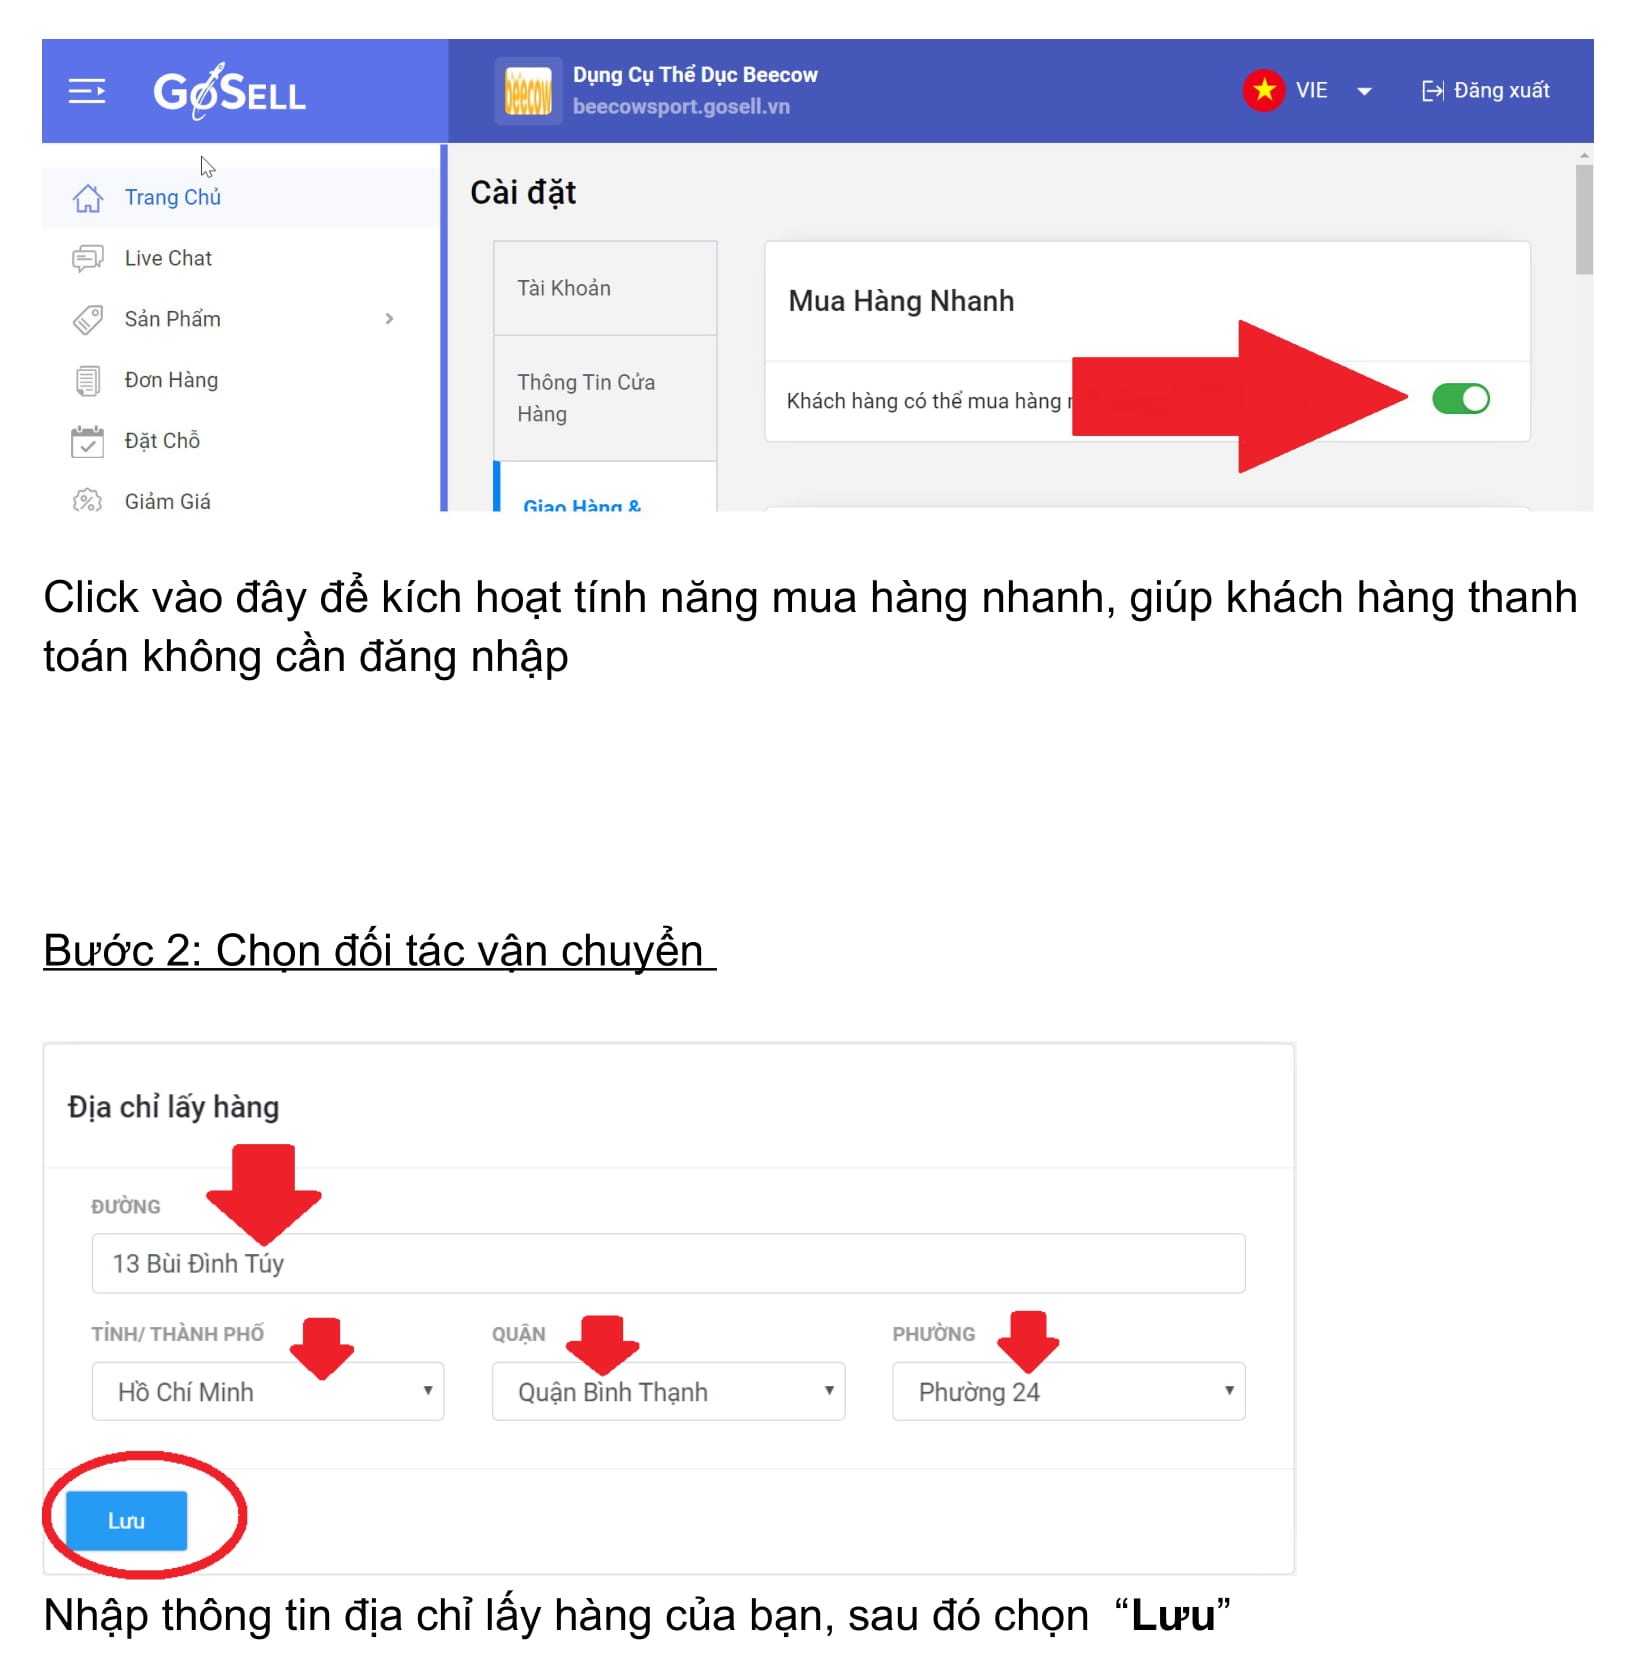 GOSELL
beecow
Dụng Cụ Thể Dục Beecow
beecowsport.gosell.vn
VIE
Đăng xuất
Trang Chủ
Live Chat
Sản Phẩm
Đơn Hàng
Đặt Chỗ
Giảm Giá
Cài đặt
Tài Khoản
Thông Tin Cửa
Hàng
Giao Hàng &
Mua Hàng Nhanh
Khách hàng có thể mua hàng
Click vào đây để kích hoạt tính năng mua hàng nhanh, giúp khách hàng thanh
toán không cần đăng nhập
Bước 2: Chọn đối tác vận chuyển
Địa chỉ lấy hàng
ĐƯỜNG
13 Bùi Đình Túy
TỈNH/ THÀNH PHỐ
QUẬN
PHƯỜNG
Hồ Chí Minh
Quận Bình Thạnh
Phường 24
Lưu
Nhập thông tin địa chỉ lấy hàng của bạn, sau đó chọn “Lưu”